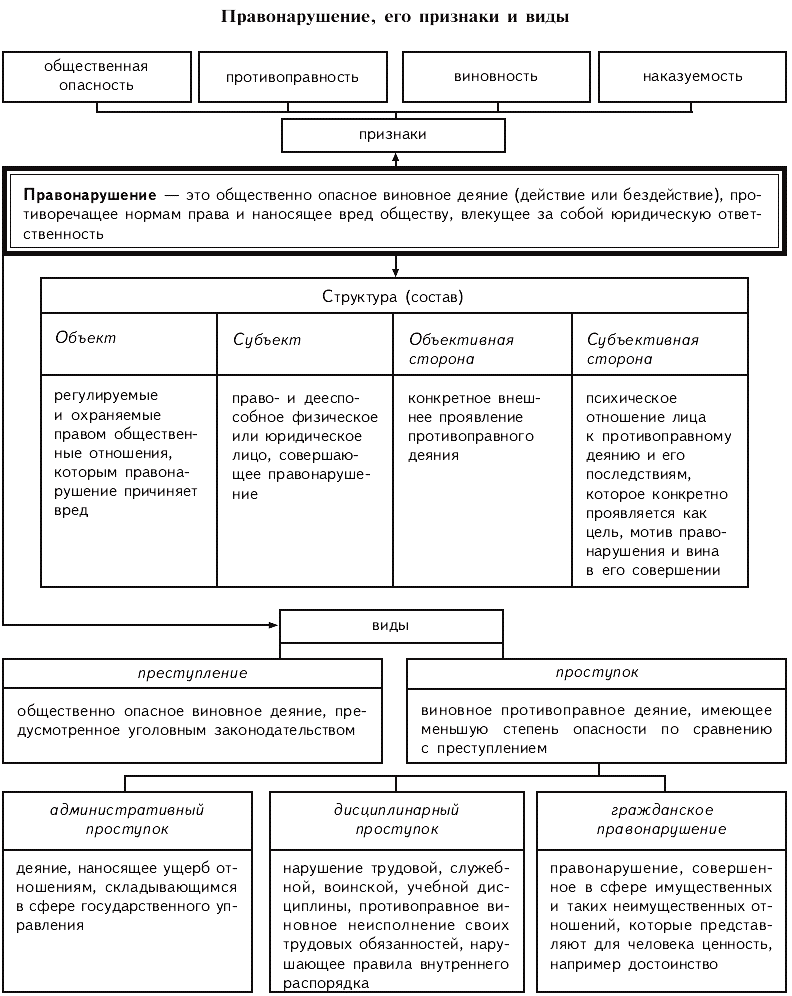 Правонарушение, его признаки и виды
общественная
опасность
противоправность
виновность
наказуемость
признаки
Правонарушение — это общественно опасное виновное деяние (действие или бездействие), про-
тиворечащее нормам права и наносящее вред обществу, влекущее за собой юридическую ответ-
ственность
Структура (состав)
Объект
Субъект
Объективная
сторона
Субъективная
сторона
регулируемые
и охраняемые
правом обществен-
ные отношения,
которым правона-
рушение причиняет
вред
право- и дееспо-
собное физическое
или юридическое
лицо, совершаю-
щее правонаруше-
ние
конкретное внеш-
нее проявление
противоправного
деяния
психическое
отношение лица
к противоправному
деянию и его
последствиям,
которое конкретно
проявляется как
цель, мотив право-
нарушения и вина
в его совершении
виды
преступление
общественно опасное виновное деяние, пре-
дусмотренное уголовным законодательством
проступок
виновное противоправное деяние, имеющее
меньшую степень опасности по сравнению
с преступлением
административный
проступок
деяние, наносящее ущерб от-
ношениям, складывающимся
в сфере государственного уп-
равления
дисциплинарный
проступок
нарушение трудовой, служеб-
ной, воинской, учебной дис-
циплины, противоправное ви-
новное неисполнение своих
трудовых обязанностей, нару-
шающее правила внутреннего
распорядка
гражданское
правонарушение
правонарушение, совершен-
ное в сфере имущественных
и таких неимущественных от-
ношений, которые представ-
ляют для человека ценность,
например достоинство